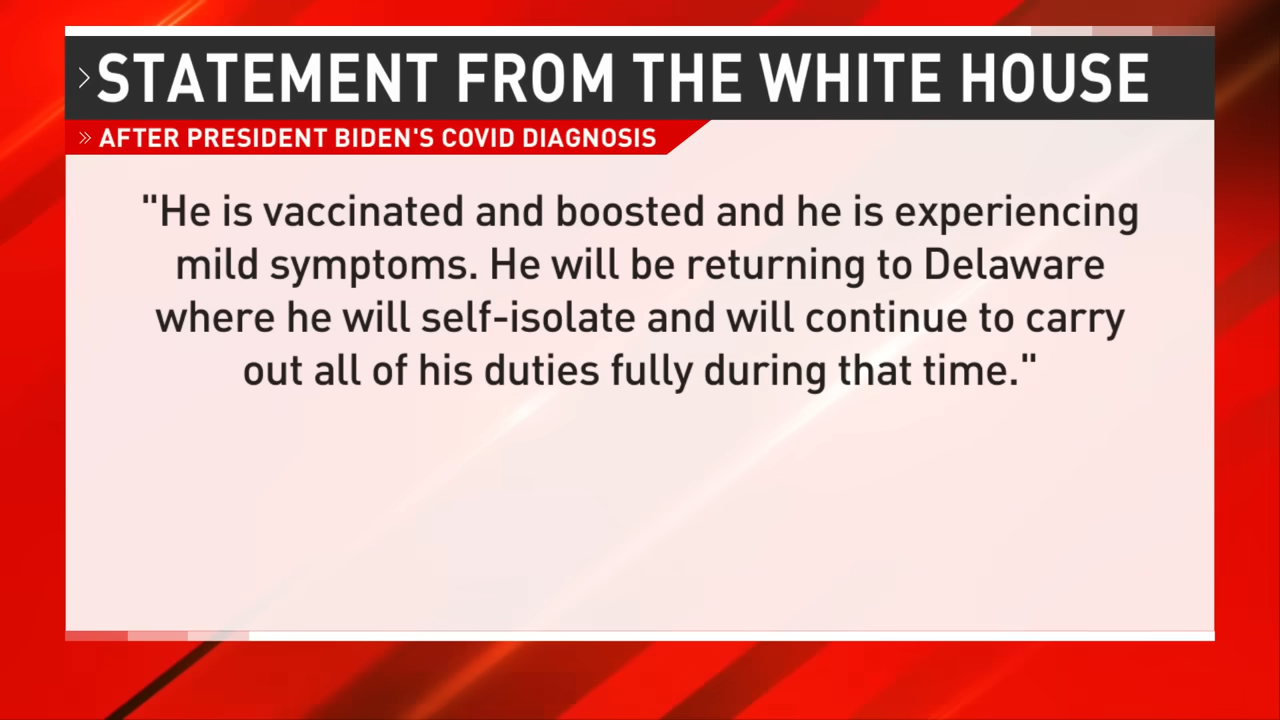 STATEMENT FROM THE WHITE HOUSE
AFTER PRESIDENT BIDEN'S COVID DIAGNOSIS
"He is vaccinated and boosted and he is experiencing
mild symptoms. He will be returning to Delaware
where he will self-isolate and will continue to carry
out all of his duties fully during that time."